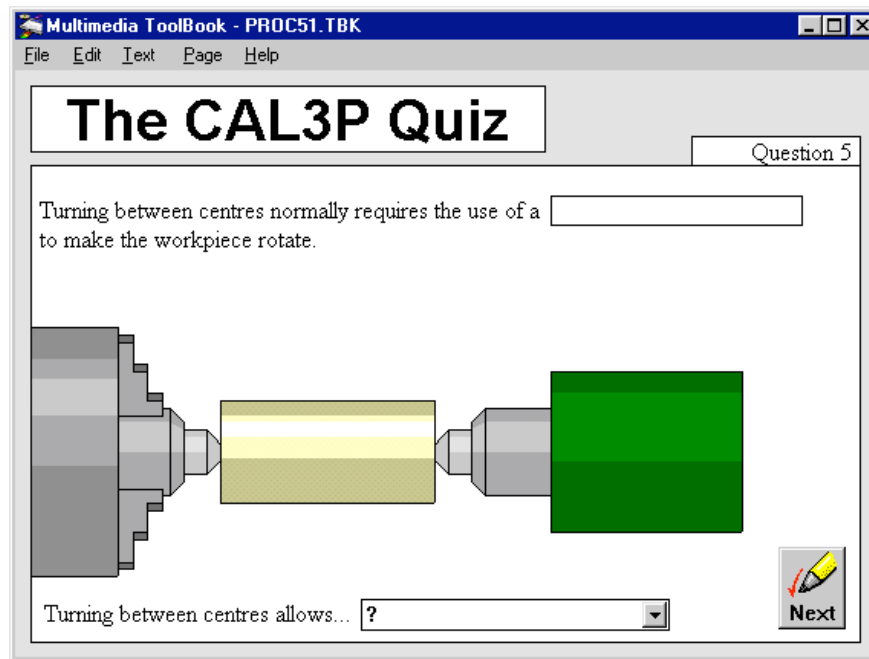 Multimedia ToolBook - PROC51.TBK
File Edit Text Page Help
The CAL3P Quiz
Question 5
Turning between centres normally requires the use of a
to make the workpiece rotate.
Turning between centres allows... ?
Next